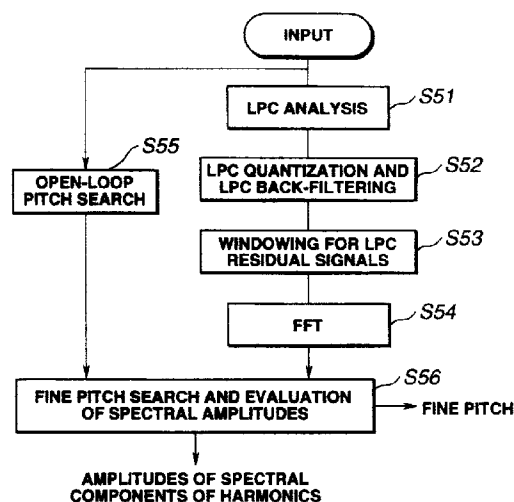 INPUT
LPC ANALYSIS
S51
S55
OPEN-LOOP
PITCH SEARCH
LPC QUANTIZATION AND
LPC BACK-FILTERING
S52
WINDOWING FOR LPC
RESIDUAL SIGNALS
S53
FFT
S54
FINE PITCH SEARCH AND EVALUATION
OF SPECTRAL AMPLITUDES
S56
FINE PITCH
AMPLITUDES OF SPECTRAL
COMPONENTS OF HARMONICS